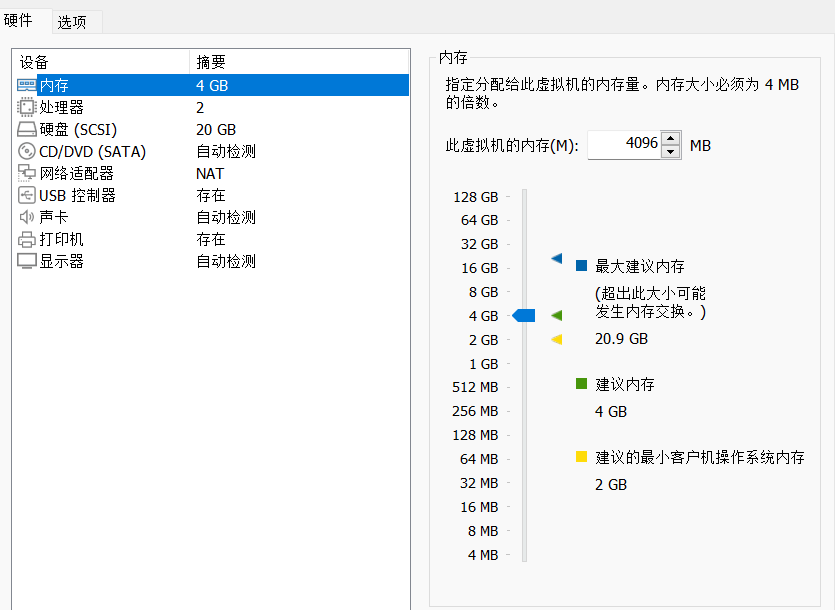 硬件 选项
设备 摘要
内存 4 GB
处理器 2
硬盘 (SCSI) 20 GB
CD/DVD (SATA) 自动检测
网络适配器 NAT
USB 控制器 存在
声卡 自动检测
打印机 存在
显示器 自动检测
内存
指定分配给此虚拟机的内存量。内存大小必须为 4 MB
的倍数。
此虚拟机的内存(M): 4096 MB
128 GB
64 GB
32 GB
16 GB
8 GB
4 GB
2 GB
1 GB
512 MB
256 MB
128 MB
64 MB
32 MB
16 MB
8 MB
4 MB
最大建议内存
(超出此大小可能
发生内存交换。)
20.9 GB
建议内存
4 GB
建议的最小客户机操作系统内存
2 GB